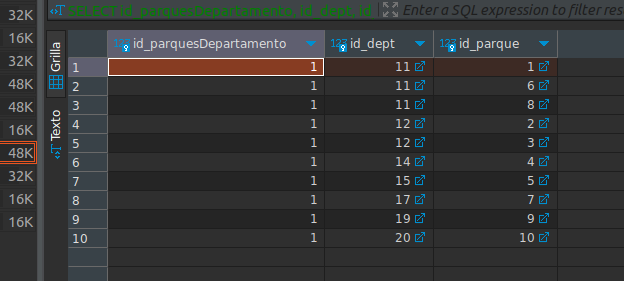 SELECT id_parquesDepartamento, id_dept, id
Enter a SQL expression to filter res
32K
16K
32K
48K
48K
16K
48K
32K
16K
16K
Grilla
Texto
id_parquesDepartamento id_dept id_parque
1 1 11 1
2 1 11 6
3 1 11 8
4 1 12 2
5 1 12 3
6 1 14 4
7 1 15 5
8 1 17 7
9 1 19 9
10 1 20 10